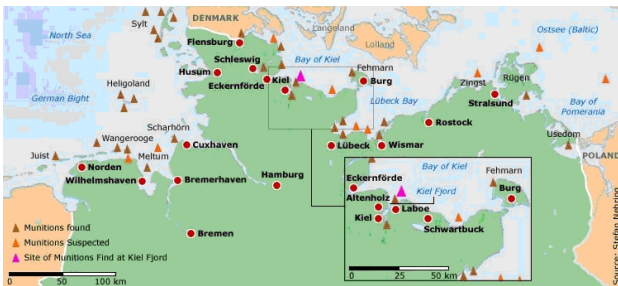 DENMARK
Sylt
North Sea
Langeland
Ostsee (Baltic)
Flensburg
Lolland
Bay of Kiel
Schleswig
Fehmarn
Husum
Kiel
Burg
Zingst
Rügen
Heligoland
Eckernförde
German Bight
Lübeck Bay
Stralsund
Bay of
Pomerania
Scharhörn
Rostock
Wangerooge
Usedom
Cuxhaven
Lübeck
Wismar
Juist
Meltum
POLAND
Norden
Wilhelmshaven
Bremerhaven
Hamburg
Bremen
Bay of Kiel
Fehmarn
Eckernförde
Kiel Fjord
Altenholz
Burg
Laboe
Kiel
Schwartbuck
0 25 50 km
Munitions found
Munitions Suspected
Site of Munitions Find at Kiel Fjord
0 50 100 km
Source: Stefan Nehring